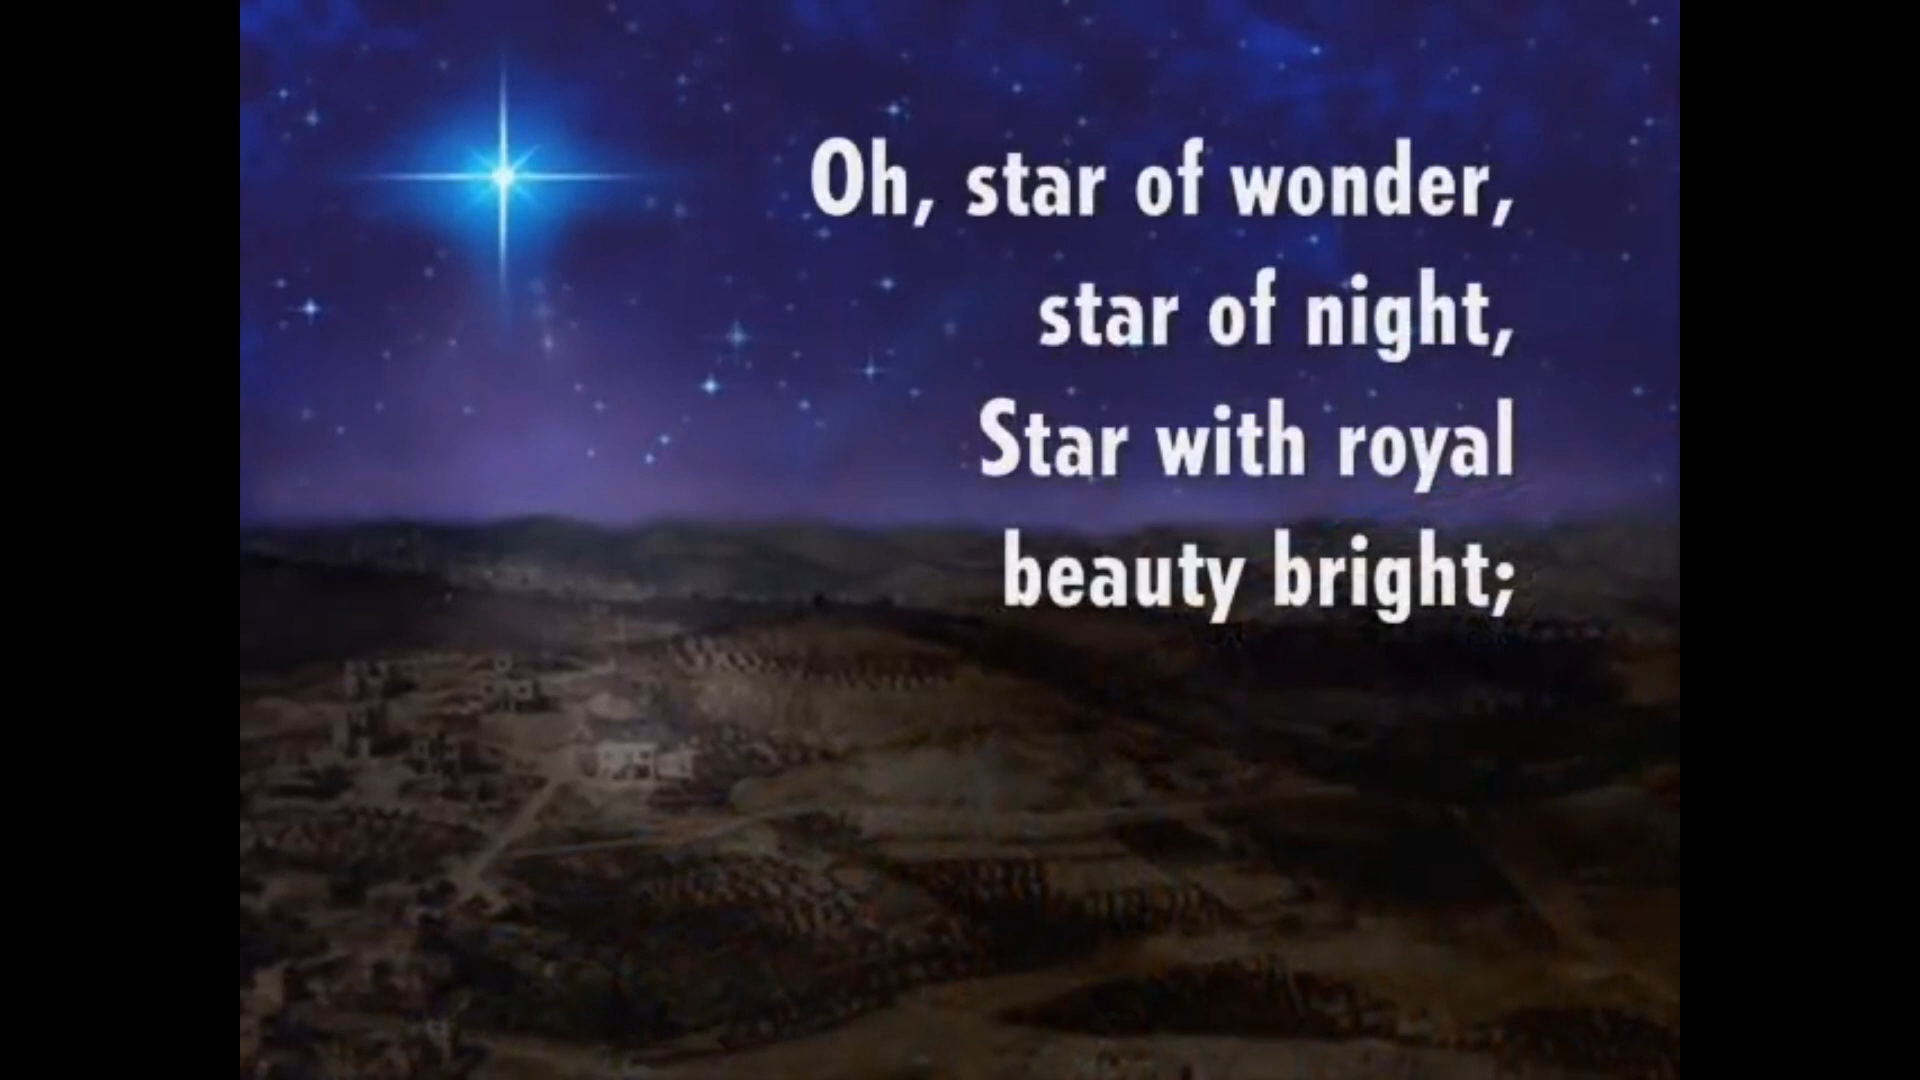 Oh, star of wonder,
star of night,
Star with royal
beauty bright;